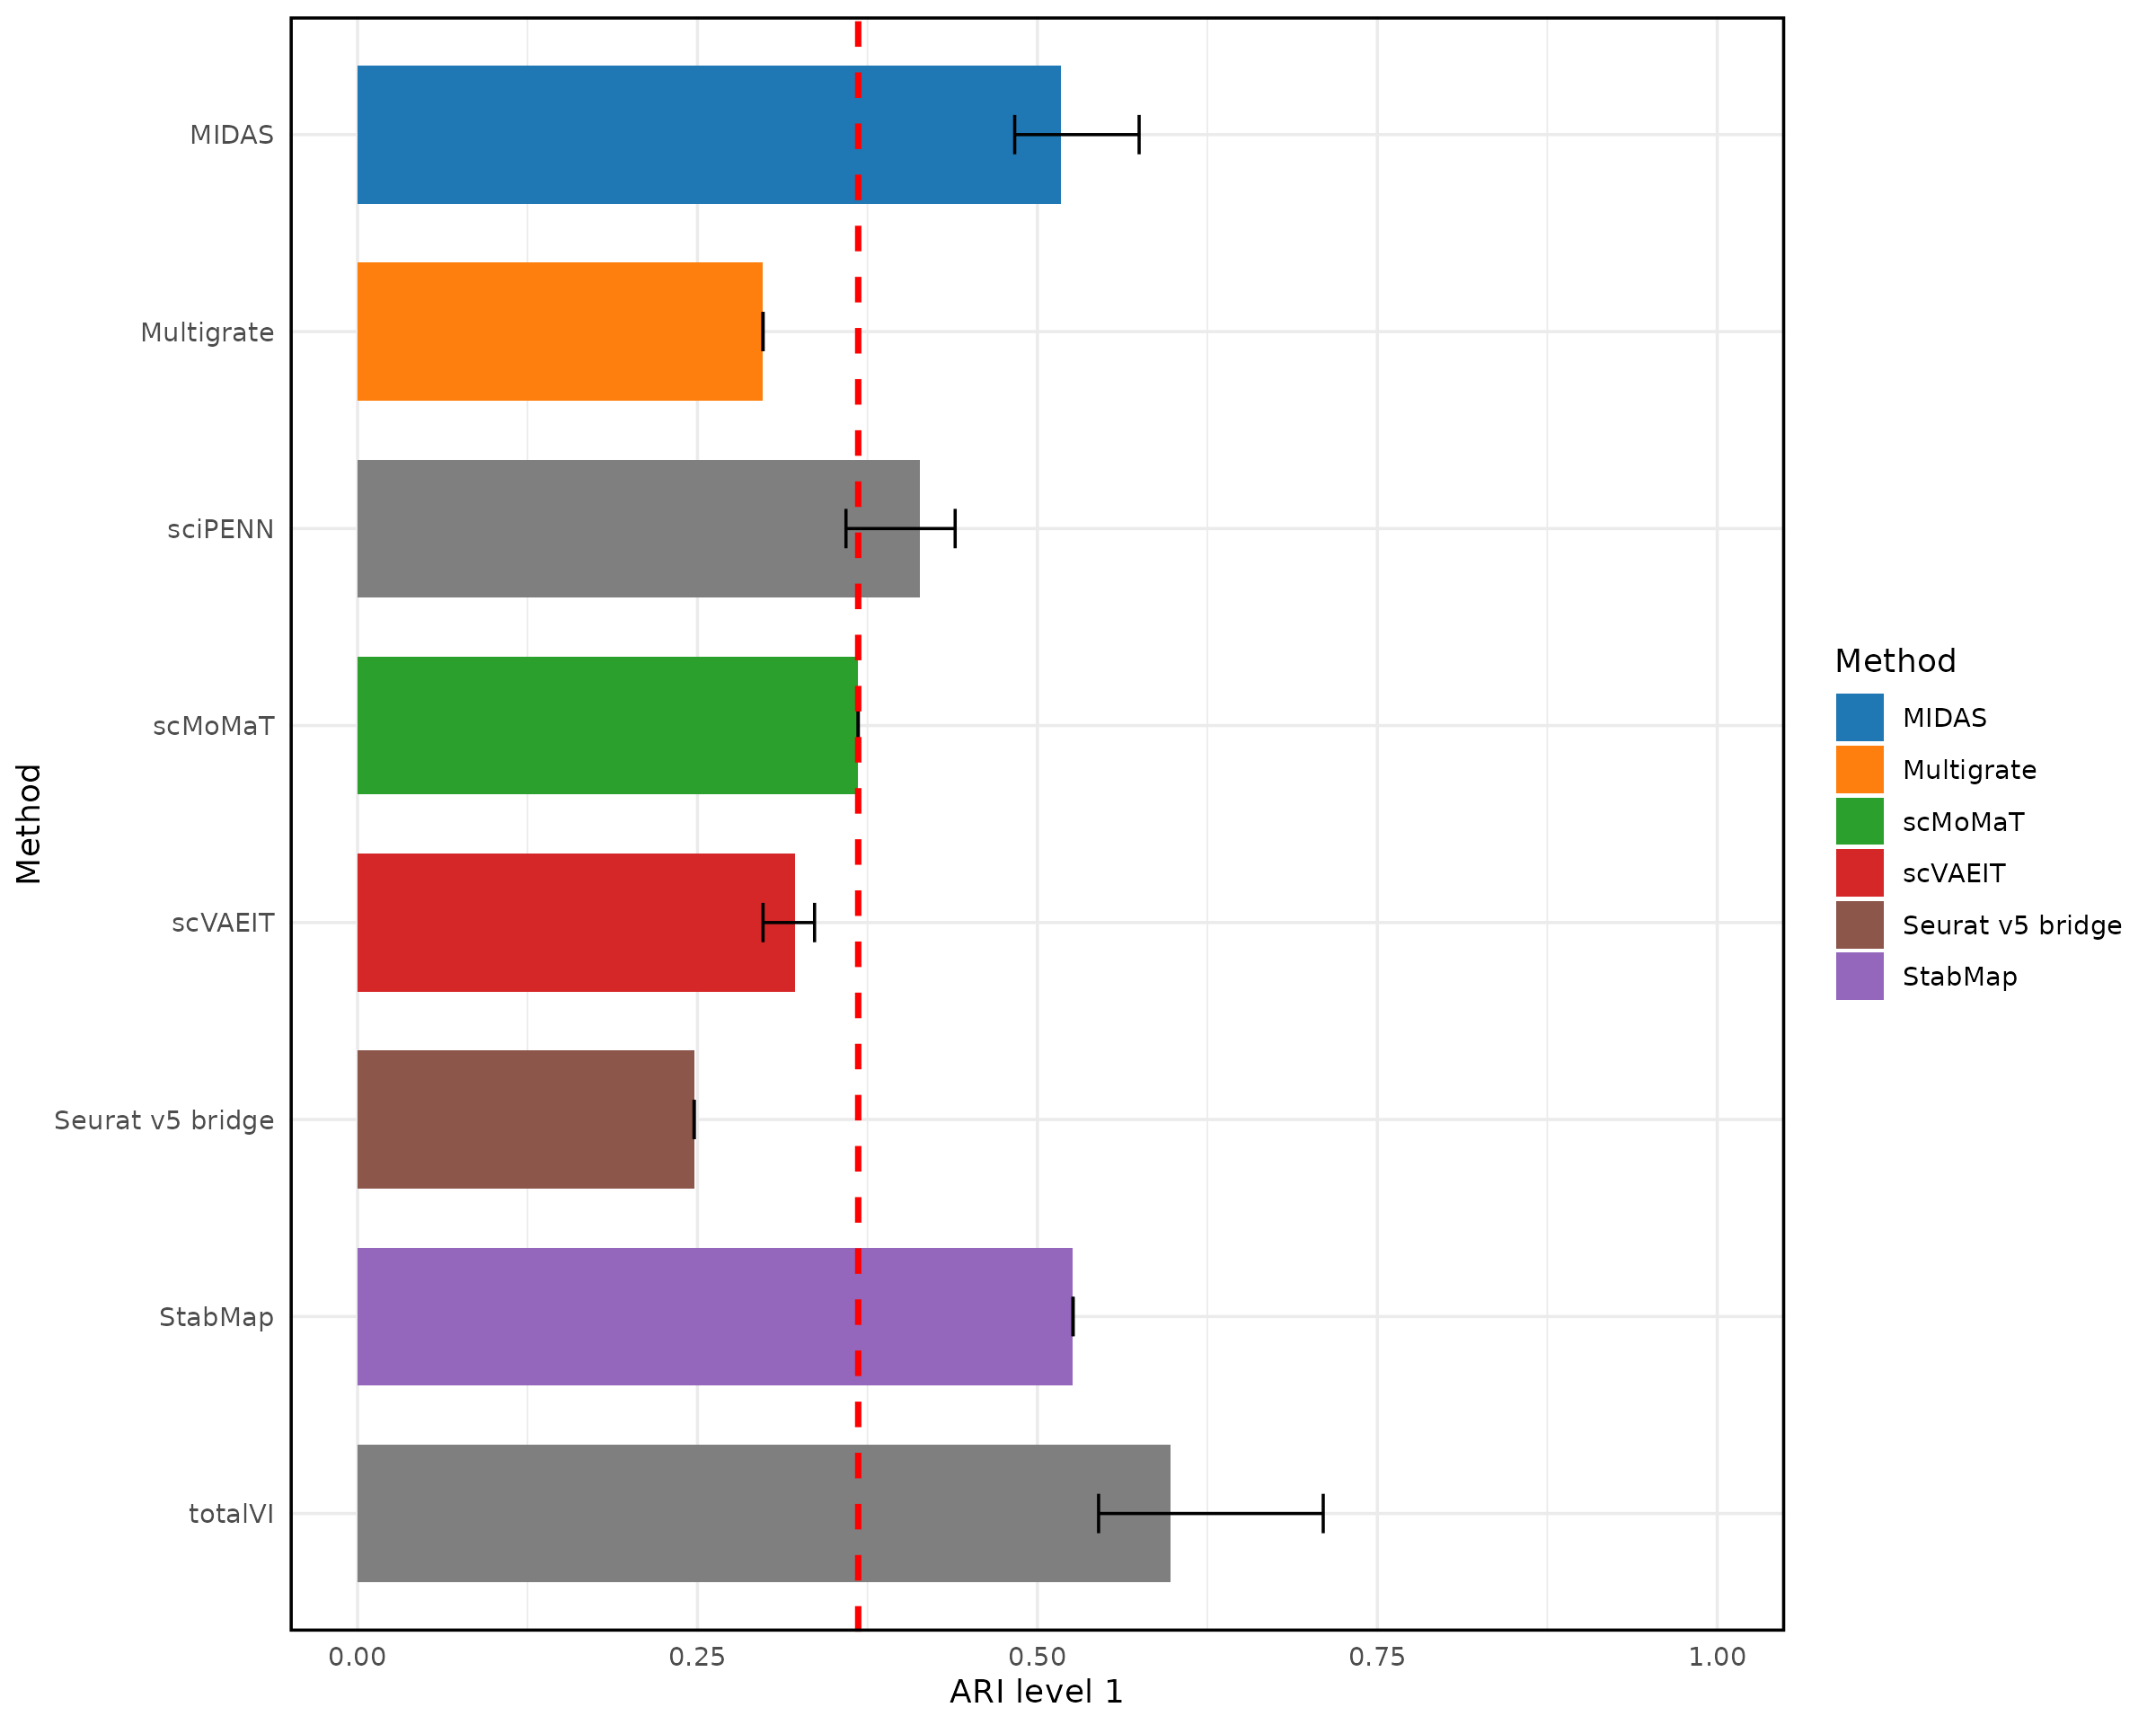 Method
MIDAS
Multigrate
sciPENN
scMoMaT
scVAEIT
Seurat v5 bridge
StabMap
totalVI
0.00
0.25
0.50
0.75
1.00
ARI level 1
Method
MIDAS
Multigrate
scMoMaT
scVAEIT
Seurat v5 bridge
StabMap